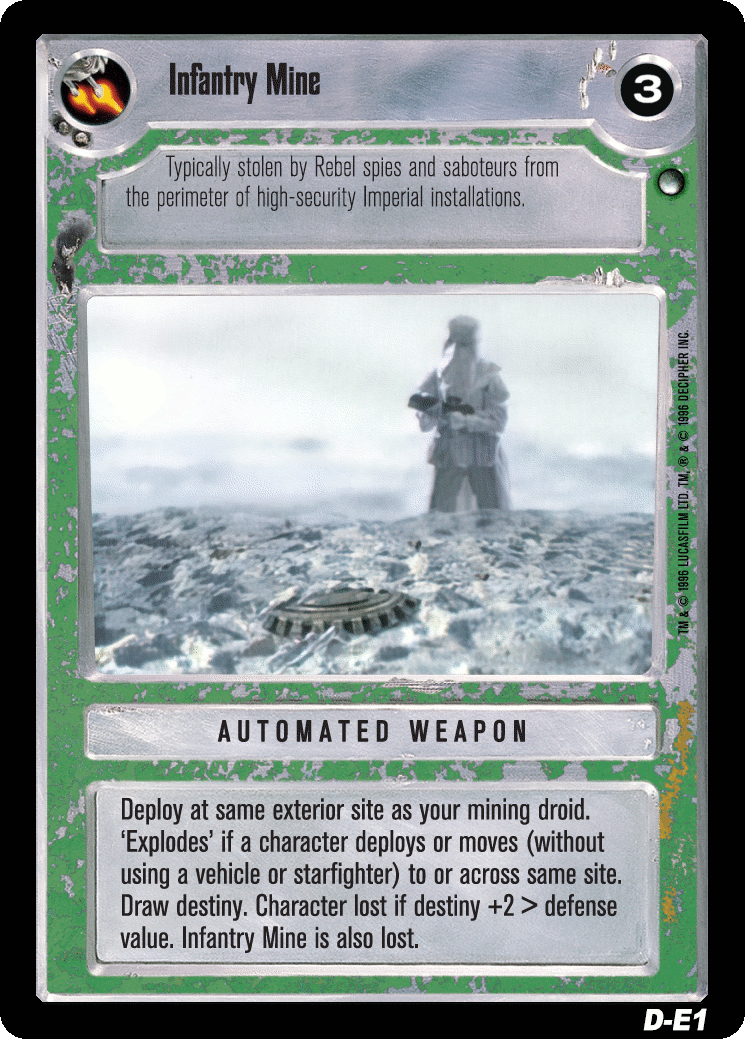 Infantry Mine
3
Typically stolen by Rebel spies and saboteurs from
the perimeter of high-security Imperial installations.
TM & © 1996 LUCASFILM LTD. TM, ® & © 1996 DECIPHER INC.
AUTOMATED WEAPON
Deploy at same exterior site as your mining droid.
‘Explodes’ if a character deploys or moves (without
using a vehicle or starfighter) to or across same site.
Draw destiny. Character lost if destiny +2 > defense
value. Infantry Mine is also lost.
D-E1